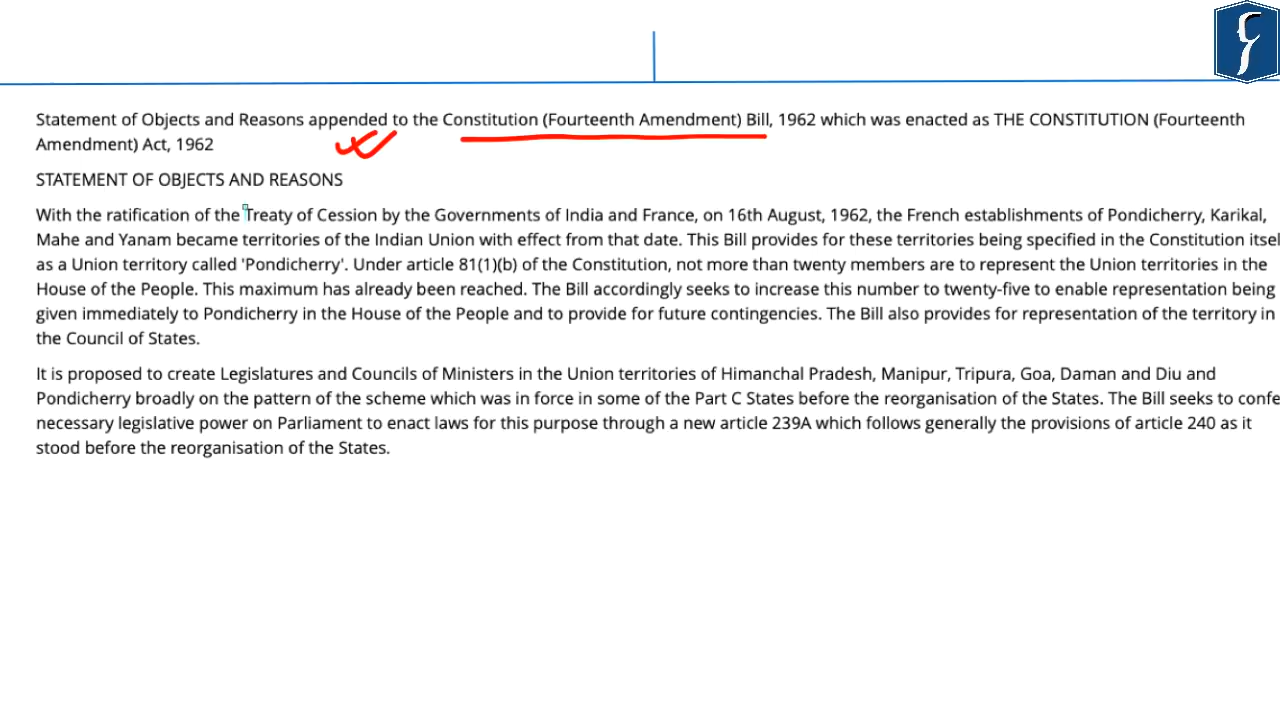 Statement of Objects and Reasons appended to the Constitution (Fourteenth Amendment) Bill, 1962 which was enacted as THE CONSTITUTION (Fourteenth
Amendment) Act, 1962
STATEMENT OF OBJECTS AND REASONS
With the ratification of the Treaty of Cession by the Governments of India and France, on 16th August, 1962, the French establishments of Pondicherry, Karikal,
Mahe and Yanam became territories of the Indian Union with effect from that date. This Bill provides for these territories being specified in the Constitution itsel
as a Union territory called 'Pondicherry'. Under article 81(1)(b) of the Constitution, not more than twenty members are to represent the Union territories in the
House of the People. This maximum has already been reached. The Bill accordingly seeks to increase this number to twenty-five to enable representation being
given immediately to Pondicherry in the House of the People and to provide for future contingencies. The Bill also provides for representation of the territory in
the Council of States.
It is proposed to create Legislatures and Councils of Ministers in the Union territories of Himanchal Pradesh, Manipur, Tripura, Goa, Daman and Diu and
Pondicherry broadly on the pattern of the scheme which was in force in some of the Part C States before the reorganisation of the States. The Bill seeks to confe
necessary legislative power on Parliament to enact laws for this purpose through a new article 239A which follows generally the provisions of article 240 as it
stood before the reorganisation of the States.